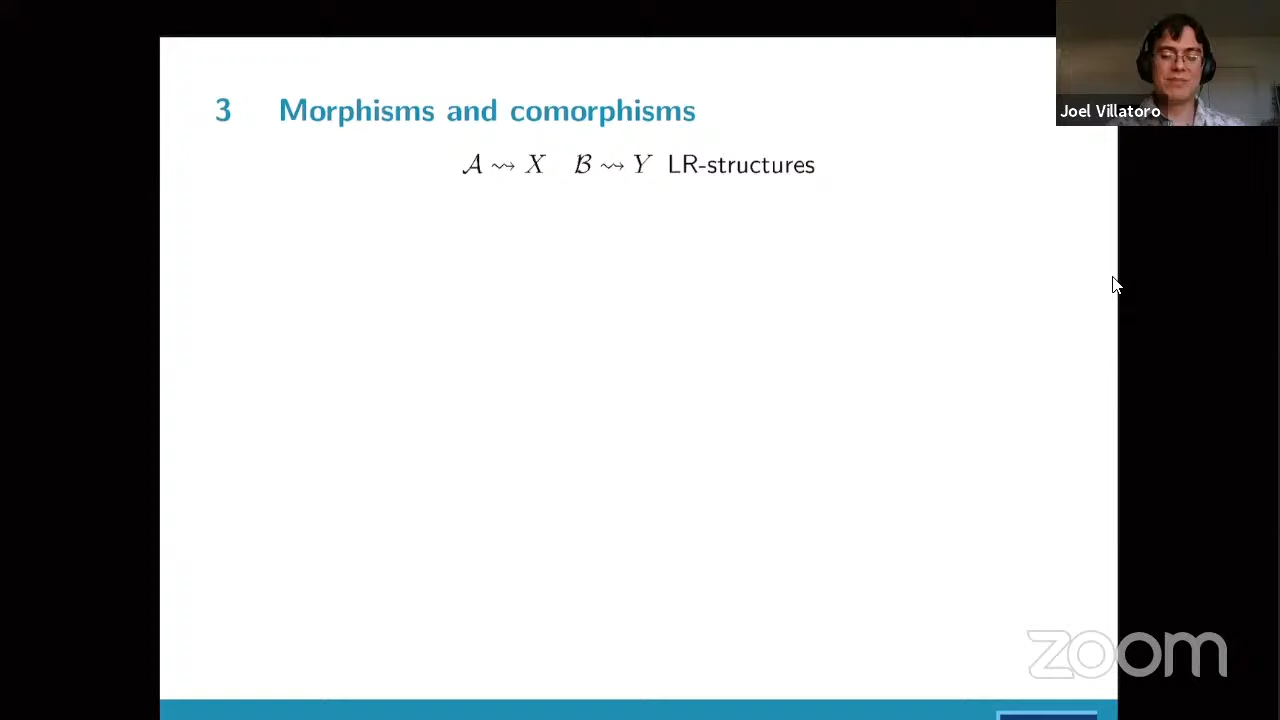 3 Morphisms and comorphisms
𝒜 ⇝ X ℬ ⇝ Y LR-structures
Joel Villatoro
zoom